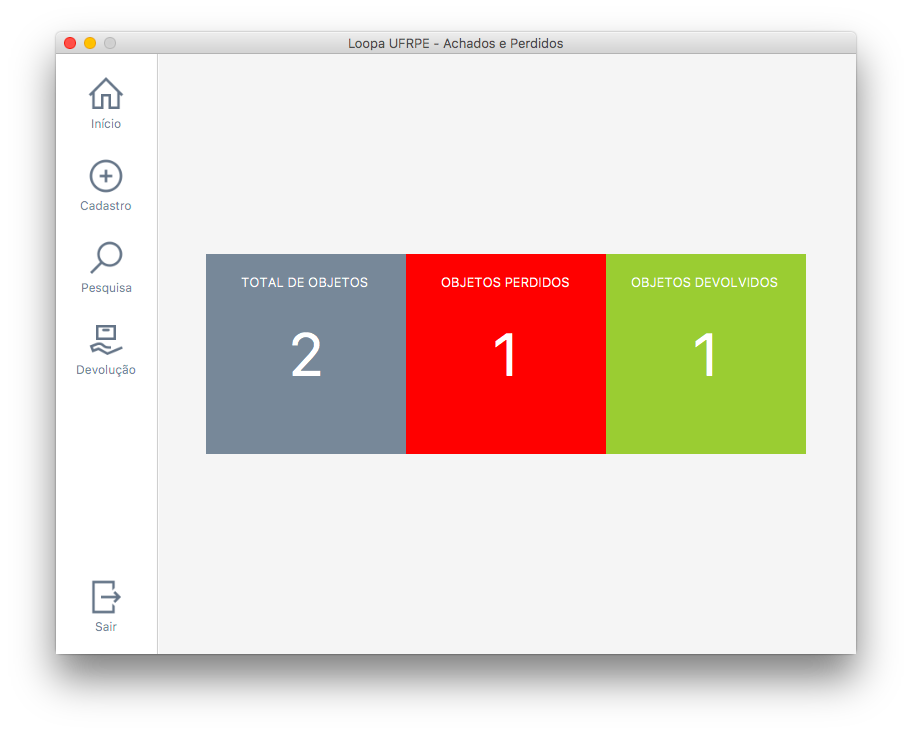 Loopa UFRPE - Achados e Perdidos
Início
Cadastro
Pesquisa
Devolução
Sair
TOTAL DE OBJETOS
2
OBJETOS PERDIDOS
1
OBJETOS DEVOLVIDOS
1